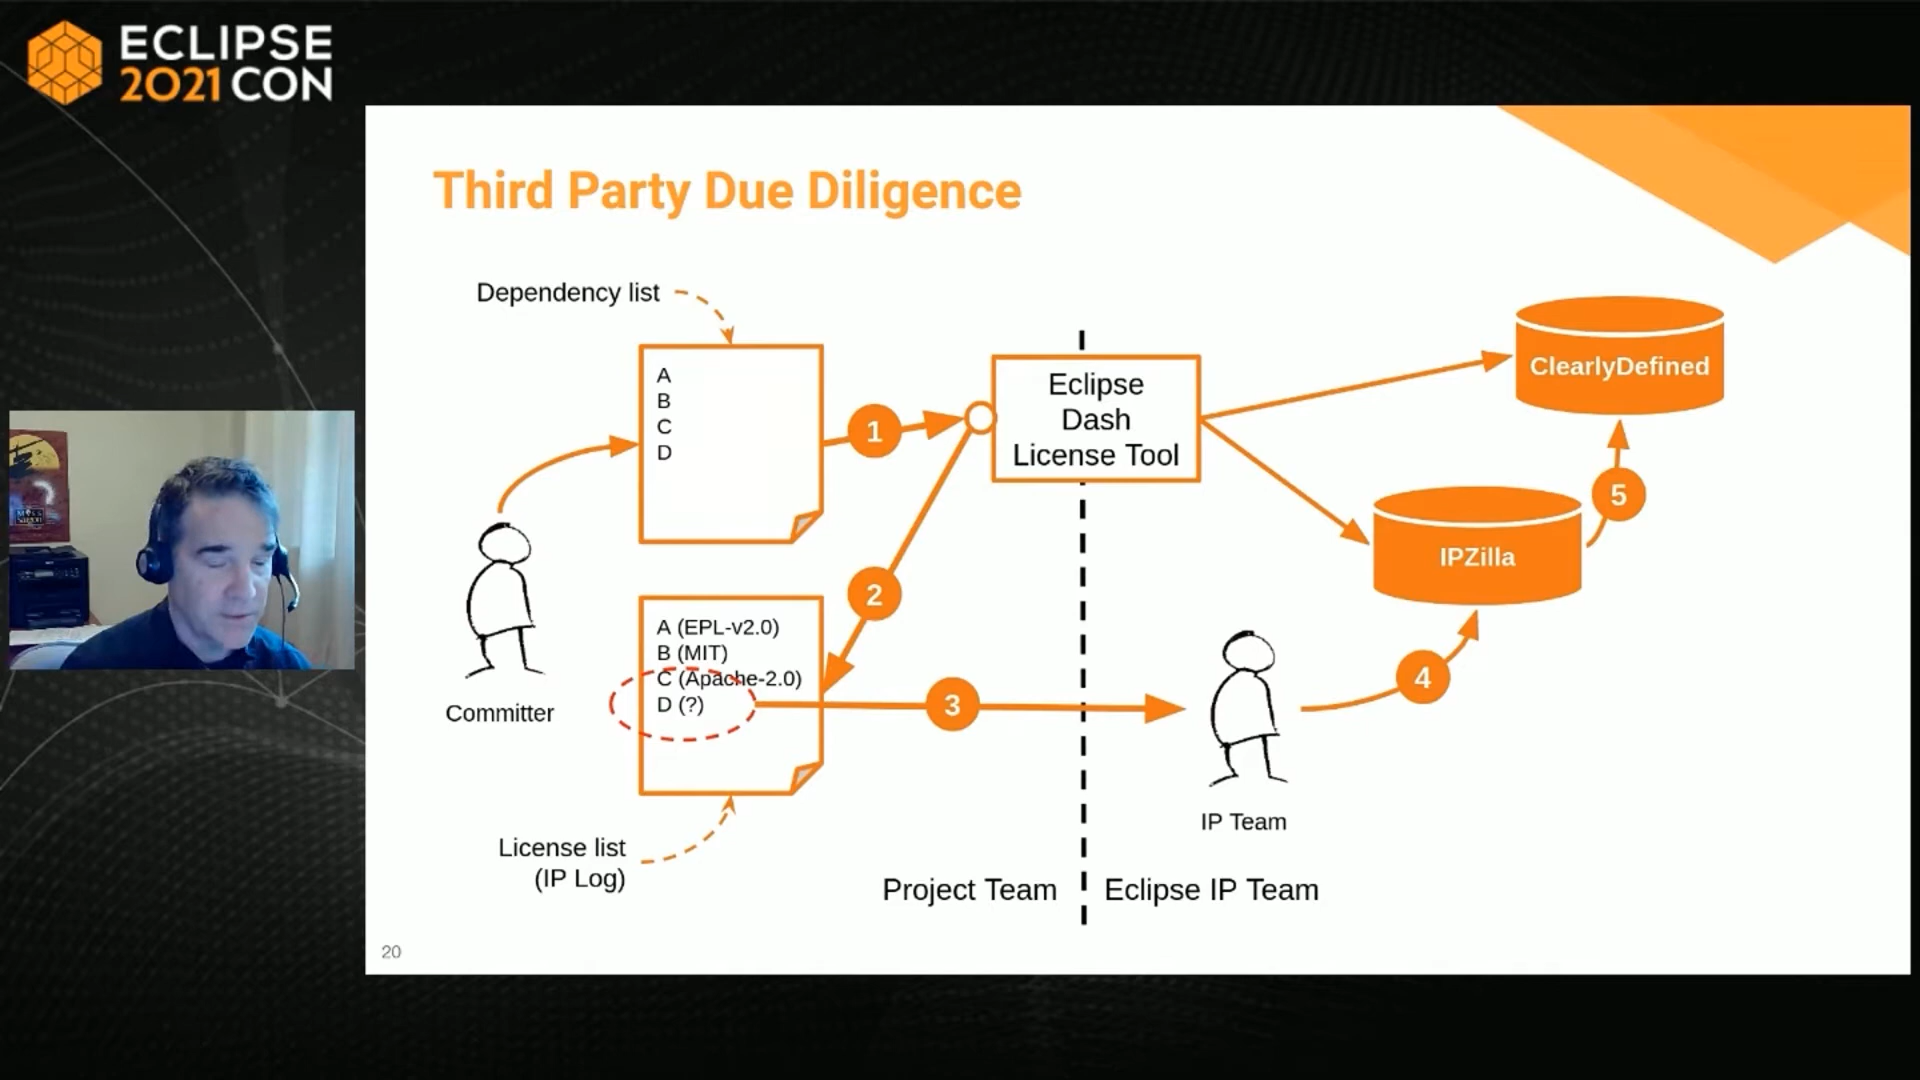 ECLIPSE
2021 CON
Third Party Due Diligence
Dependency list
A
B
C
D
1
Eclipse
Dash
License Tool
ClearlyDefined
5
IPZilla
2
A (EPL-v2.0)
B (MIT)
C (Apache-2.0)
D (?)
3
4
Committer
IP Team
License list
(IP Log)
Project Team
Eclipse IP Team
20
MISS
Saigon